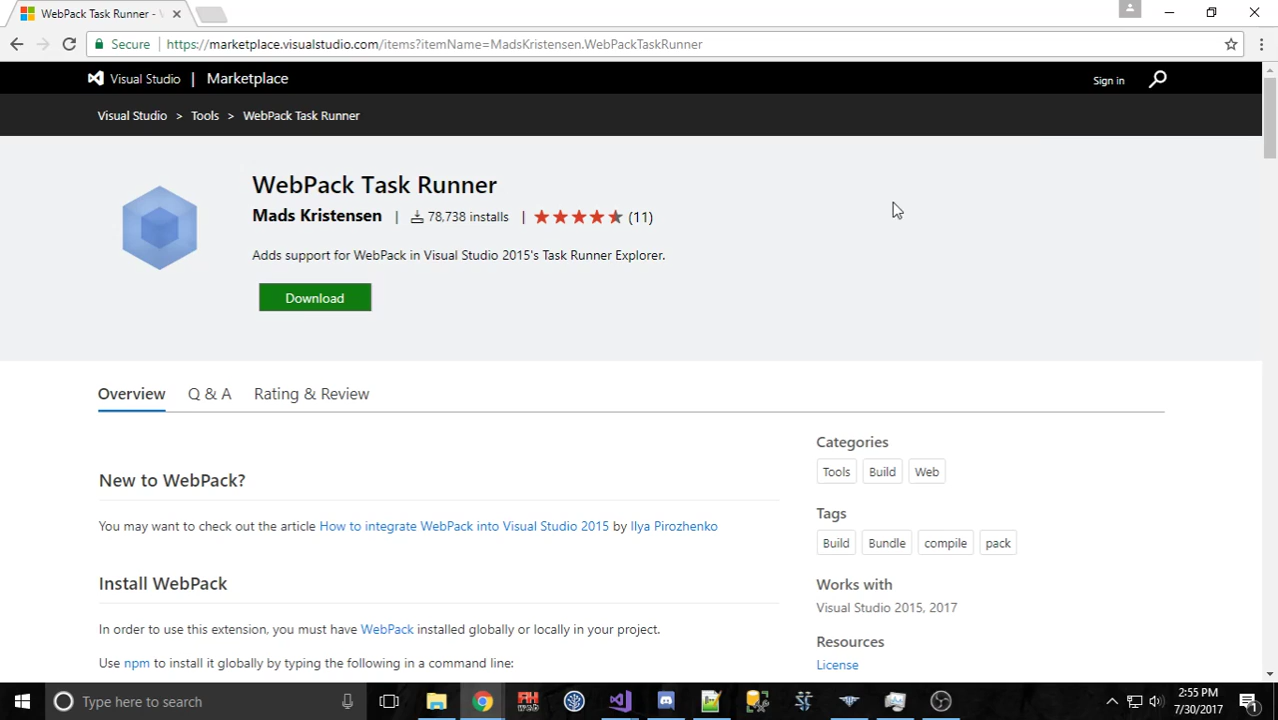 WebPack Task Runner -
Secure https://marketplace.visualstudio.com/items?itemName=MadsKristensen.WebPackTaskRunner
Visual Studio | Marketplace
Sign in
Visual Studio > Tools > WebPack Task Runner
WebPack Task Runner
Mads Kristensen | 78,738 installs | (11)
Adds support for WebPack in Visual Studio 2015's Task Runner Explorer.
Download
Overview Q & A Rating & Review
New to WebPack?
You may want to check out the article How to integrate WebPack into Visual Studio 2015 by Ilya Pirozhenko
Install WebPack
In order to use this extension, you must have WebPack installed globally or locally in your project.
Use npm to install it globally by typing the following in a command line:
Categories
Tools Build Web
Tags
Build Bundle compile pack
Works with
Visual Studio 2015, 2017
Resources
License
Type here to search
2:55 PM
7/30/2017
1